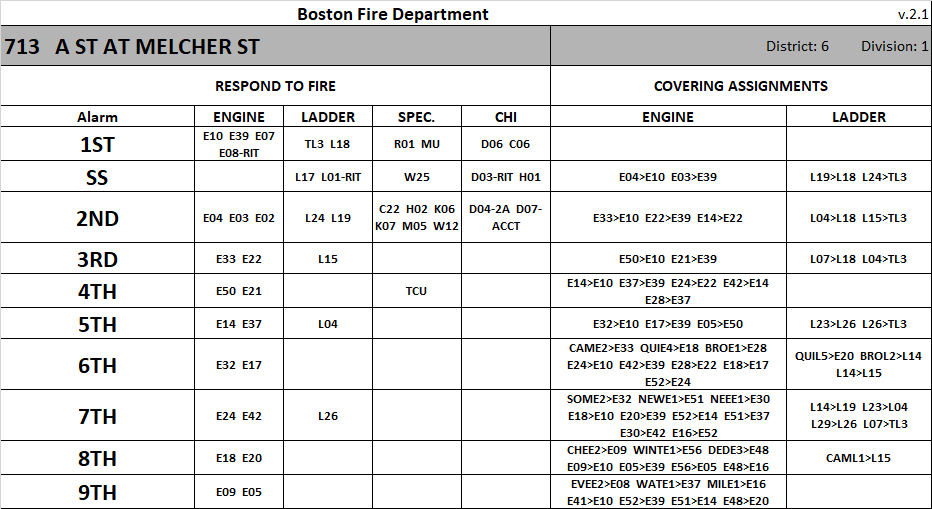 Boston Fire Department v.2.1
713 A ST AT MELCHER ST District: 6 Division: 1
RESPOND TO FIRE COVERING ASSIGNMENTS
Alarm ENGINE LADDER SPEC. CHI ENGINE LADDER
1ST E10 E39 E07 E08-RIT TL3 L18 R01 MU D06 C06
SS L17 L01-RIT W25 D03-RIT H01 E04>E10 E03>E39 L19>L18 L24>TL3
2ND E04 E03 E02 L24 L19 C22 H02 K06 K07 M05 W12 D04-2A D07-ACCT E33>E10 E22>E39 E14>E22 L04>L18 L15>TL3
3RD E33 E22 L15 E50>E10 E21>E39 L07>L18 L04>TL3
4TH E50 E21 TCU E14>E10 E37>E39 E24>E22 E42>E14 E28>E37
5TH E14 E37 L04 E32>E10 E17>E39 E05>E50 L23>L26 L26>TL3
6TH E32 E17 CAME2>E33 QUIE4>E18 BROE1>E28 E24>E10 E42>E39 E28>E22 E18>E17 E52>E24 QUIL5>E20 BROL2>L14 L14>L15
7TH E24 E42 L26 SOME2>E32 NEWE1>E51 NEEE1>E30 E18>E10 E20>E39 E52>E14 E51>E37 E30>E42 E16>E52 L14>L19 L23>L04 L29>L26 L07>TL3
8TH E18 E20 CHEE2>E09 WINTE1>E56 DEDE3>E48 E09>E10 E05>E39 E56>E05 E48>E16 CAML1>L15
9TH E09 E05 EVEE2>E08 WATE1>E37 MILE1>E16 E41>E10 E52>E39 E51>E14 E48>E20